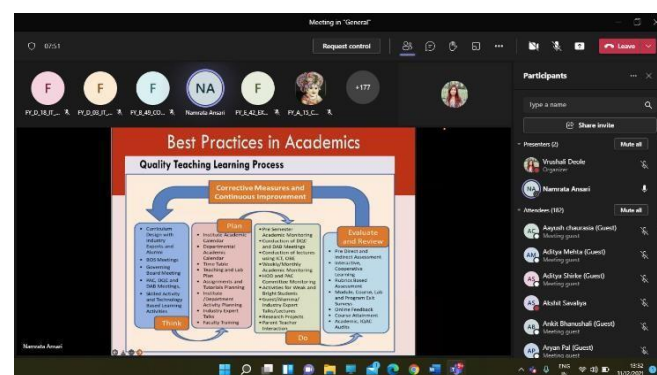 Meeting in "General"
07:51
Request control
Leave
F
F
F
NA
F
+177
Namrata Ansari
Participants
Type a name
Share invite
Presenters (2)
Mute all
Vrushali Deole
Organizer
NA
Namrata Ansari
Attendees (187)
Mute all
Aayush chaurasia (Guest)
Meeting guest
Aditya Mehta (Guest)
Meeting guest
Aditya Shirke (Guest)
Meeting guest
Akshit Savaliya
Ankit Bhanushali (Guest)
Meeting guest
Aryan Pal (Guest)
Meeting guest
Best Practices in Academics
Quality Teaching Learning Process
Corrective Measures and
Continuous Improvement
Curriculum
Design with
Industry
Experts and
Alumni
BOS Meetings
Governing
Board Meeting
PAC, DQC and
DAB Meetings,
Skilled Activity
and Technology
Based Learning
Activities
Think
Plan
Institute Academic
Calendar
Departmental
Academic
Calendar
Time Table
Teaching and Lab
Plan
Assignments and
Tutorials Planning
Institute
/Department
Activity Planning
Industry Expert
Talks
Faculty Training
Pre Semester
Academic Monitoring
Conduction of DQC
and DAB Meetings
Conduction of lectures
using ICT, OBE
Weekly/Monthly
Academic Monitoring
HOD and PAC
Committee Monitoring
Activities for Weak and
Bright Students
Industry
Expert
Talks/Lectures
Research Projects
Parent Teacher
Interaction
Do
Evaluate
and Review
Pre Direct and
Indirect Assessment
Interactive,
Cooperative
Learning
Rubrics Based
Assessment
Module, Course, Lab
and Program Exit
Surveys
Online Feedback
Course Attainment
Academic, IQAC
Audits
Namrata Ansari
ENG
13:32
31/12/2021